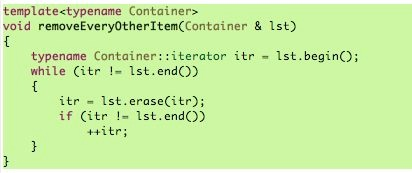 template<typename Container>
void removeEveryOtherItem(Container & lst)
{
    typename Container::iterator itr = lst.begin();
    while (itr != lst.end())
    {
        itr = lst.erase(itr);
        if (itr != lst.end())
            ++itr;
    }
}